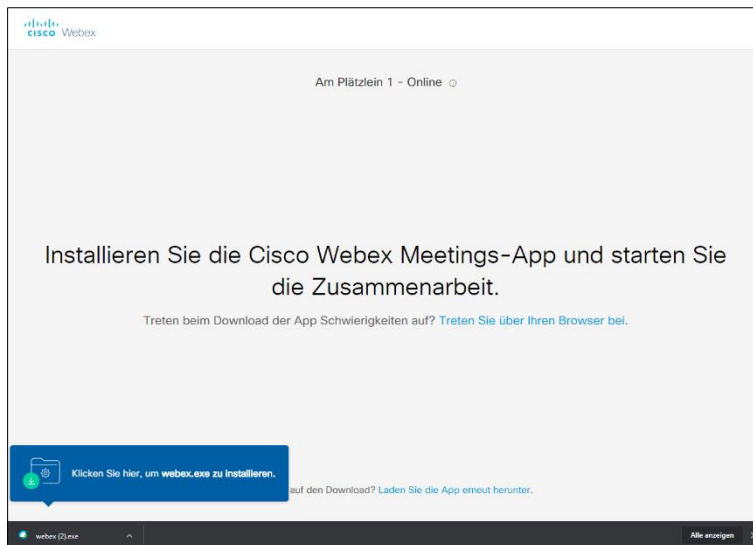 cisco Webex
Am Plätzlein 1 - Online
Installieren Sie die Cisco Webex Meetings-App und starten Sie
die Zusammenarbeit.
Treten beim Download der App Schwierigkeiten auf? Treten Sie über Ihren Browser bei.
Klicken Sie hier, um webex.exe zu installieren.
auf den Download? Laden Sie die App erneut herunter.
webex (2).exe
Alle anzeigen